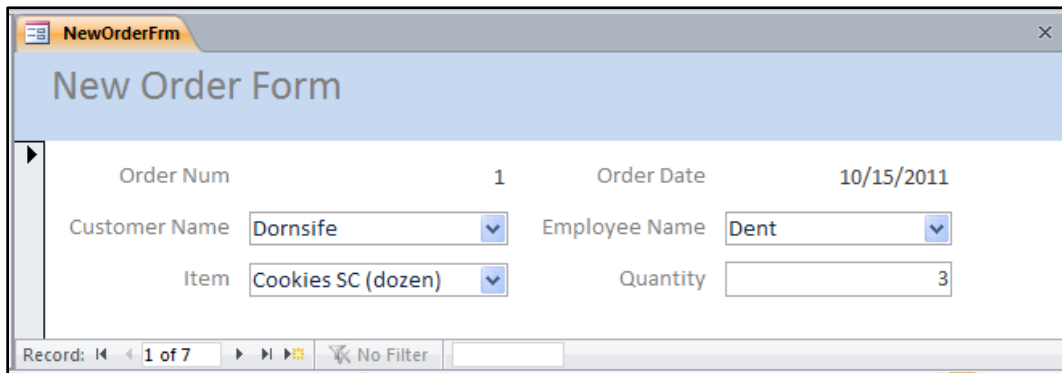 NewOrderFrm
New Order Form
Order Num 1 Order Date 10/15/2011
Customer Name Dornsife Employee Name Dent
Item Cookies SC (dozen) Quantity 3
Record: 1 of 7 No Filter